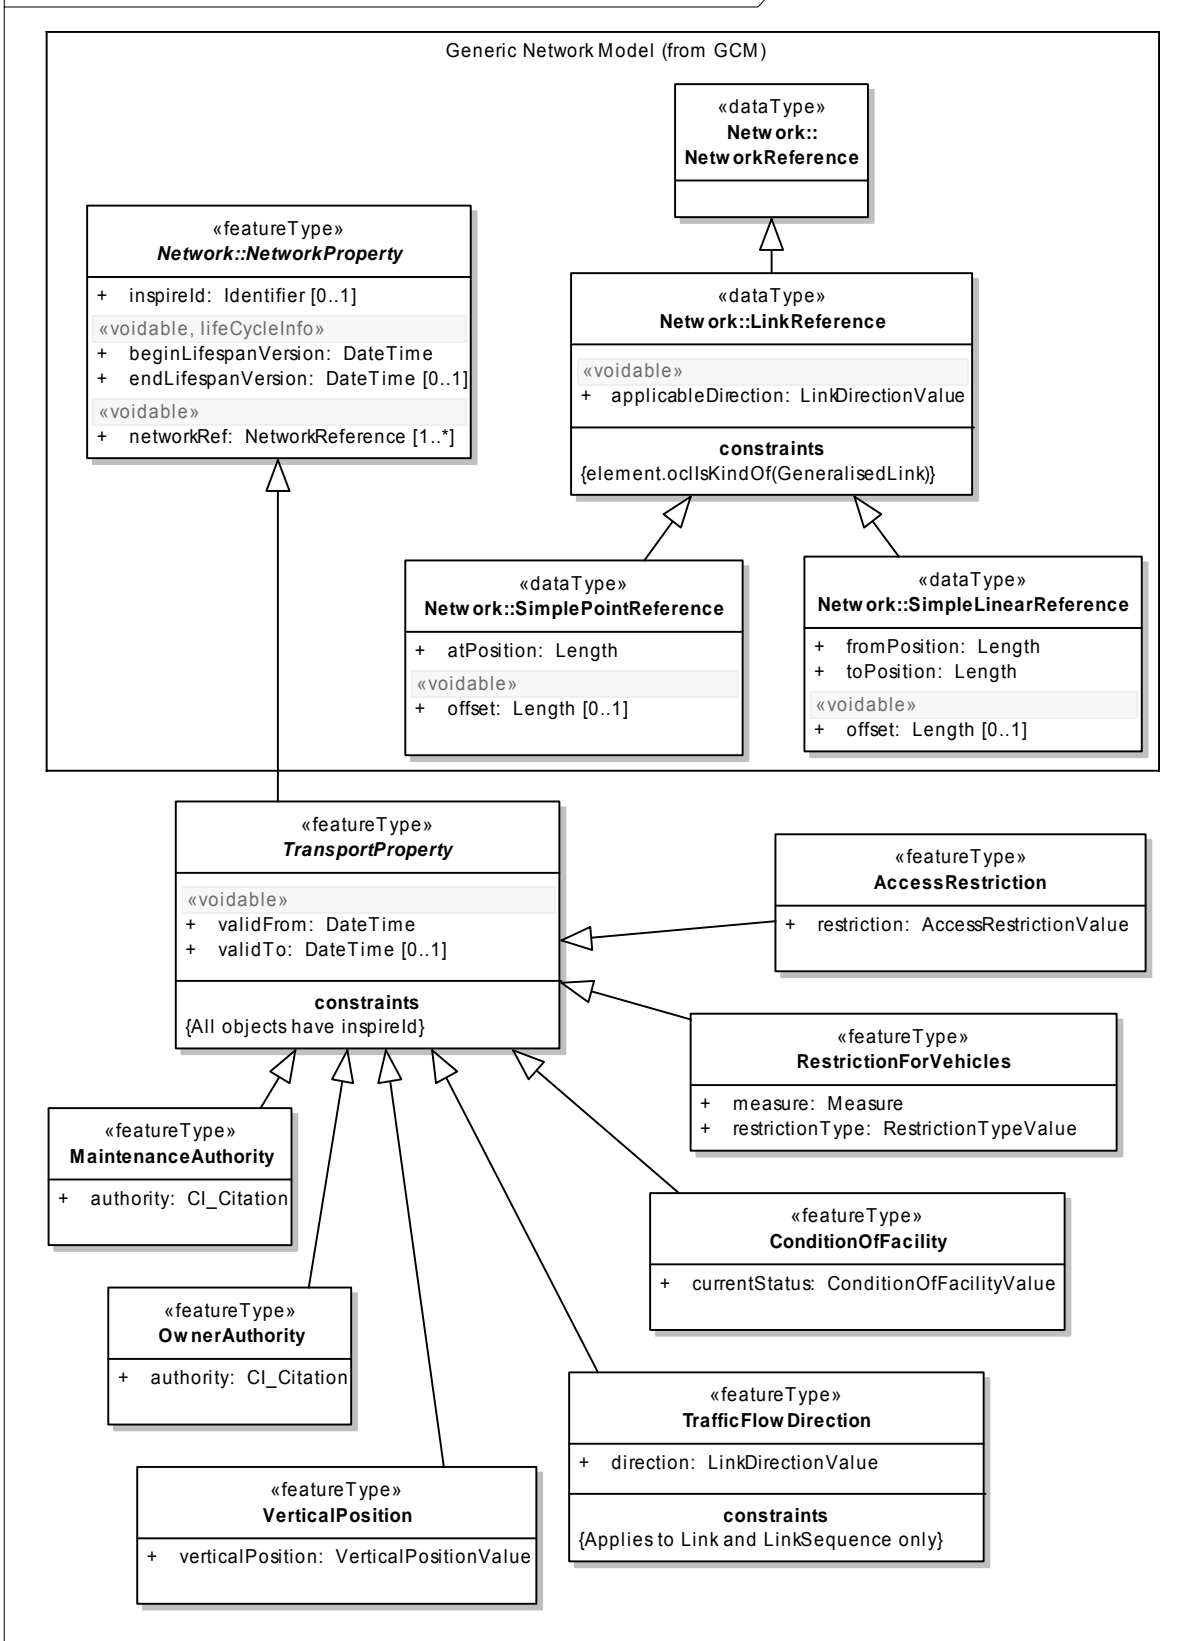 Generic Network Model (from GCM)
«dataType»
Network::
NetworkReference
«featureType»
Network::NetworkProperty
+ inspireId: Identifier [0..1]
«voidable, lifeCycleInfo»
+ beginLifespanVersion: DateTime
+ endLifespanVersion: DateTime [0..1]
«voidable»
+ networkRef: NetworkReference [1..*]
«dataType»
Network::LinkReference
«voidable»
+ applicableDirection: LinkDirectionValue
constraints
{element.oclIsKindOf(GeneralisedLink)}
«dataType»
Network::SimplePointReference
+ atPosition: Length
«voidable»
+ offset: Length [0..1]
«dataType»
Network::SimpleLinearReference
+ fromPosition: Length
+ toPosition: Length
«voidable»
+ offset: Length [0..1]
«featureType»
TransportProperty
«voidable»
+ validFrom: DateTime
+ validTo: DateTime [0..1]
constraints
{All objects have inspireId}
«featureType»
AccessRestriction
+ restriction: AccessRestrictionValue
«featureType»
RestrictionForVehicles
+ measure: Measure
+ restrictionType: RestrictionTypeValue
«featureType»
MaintenanceAuthority
+ authority: CI_Citation
«featureType»
ConditionOfFacility
+ currentStatus: ConditionOfFacilityValue
«featureType»
OwnerAuthority
+ authority: CI_Citation
«featureType»
TrafficFlowDirection
+ direction: LinkDirectionValue
constraints
{Applies to Link and LinkSequence only}
«featureType»
VerticalPosition
+ verticalPosition: VerticalPositionValue